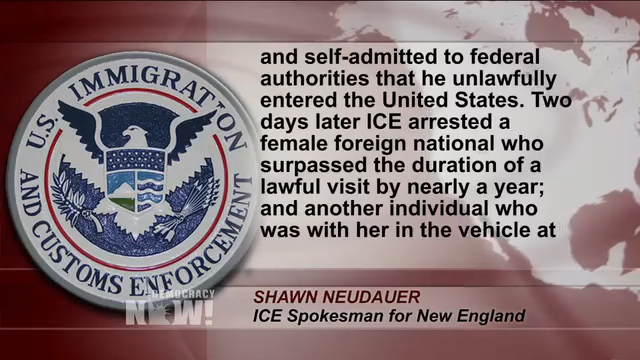 U.S. IMMIGRATION
AND CUSTOMS ENFORCEMENT
and self-admitted to federal
authorities that he unlawfully
entered the United States. Two
days later ICE arrested a
female foreign national who
surpassed the duration of a
lawful visit by nearly a year;
and another individual who
was with her in the vehicle at
DEMOCRACY
NOW!
SHAWN NEUDAUER
ICE Spokesman for New England